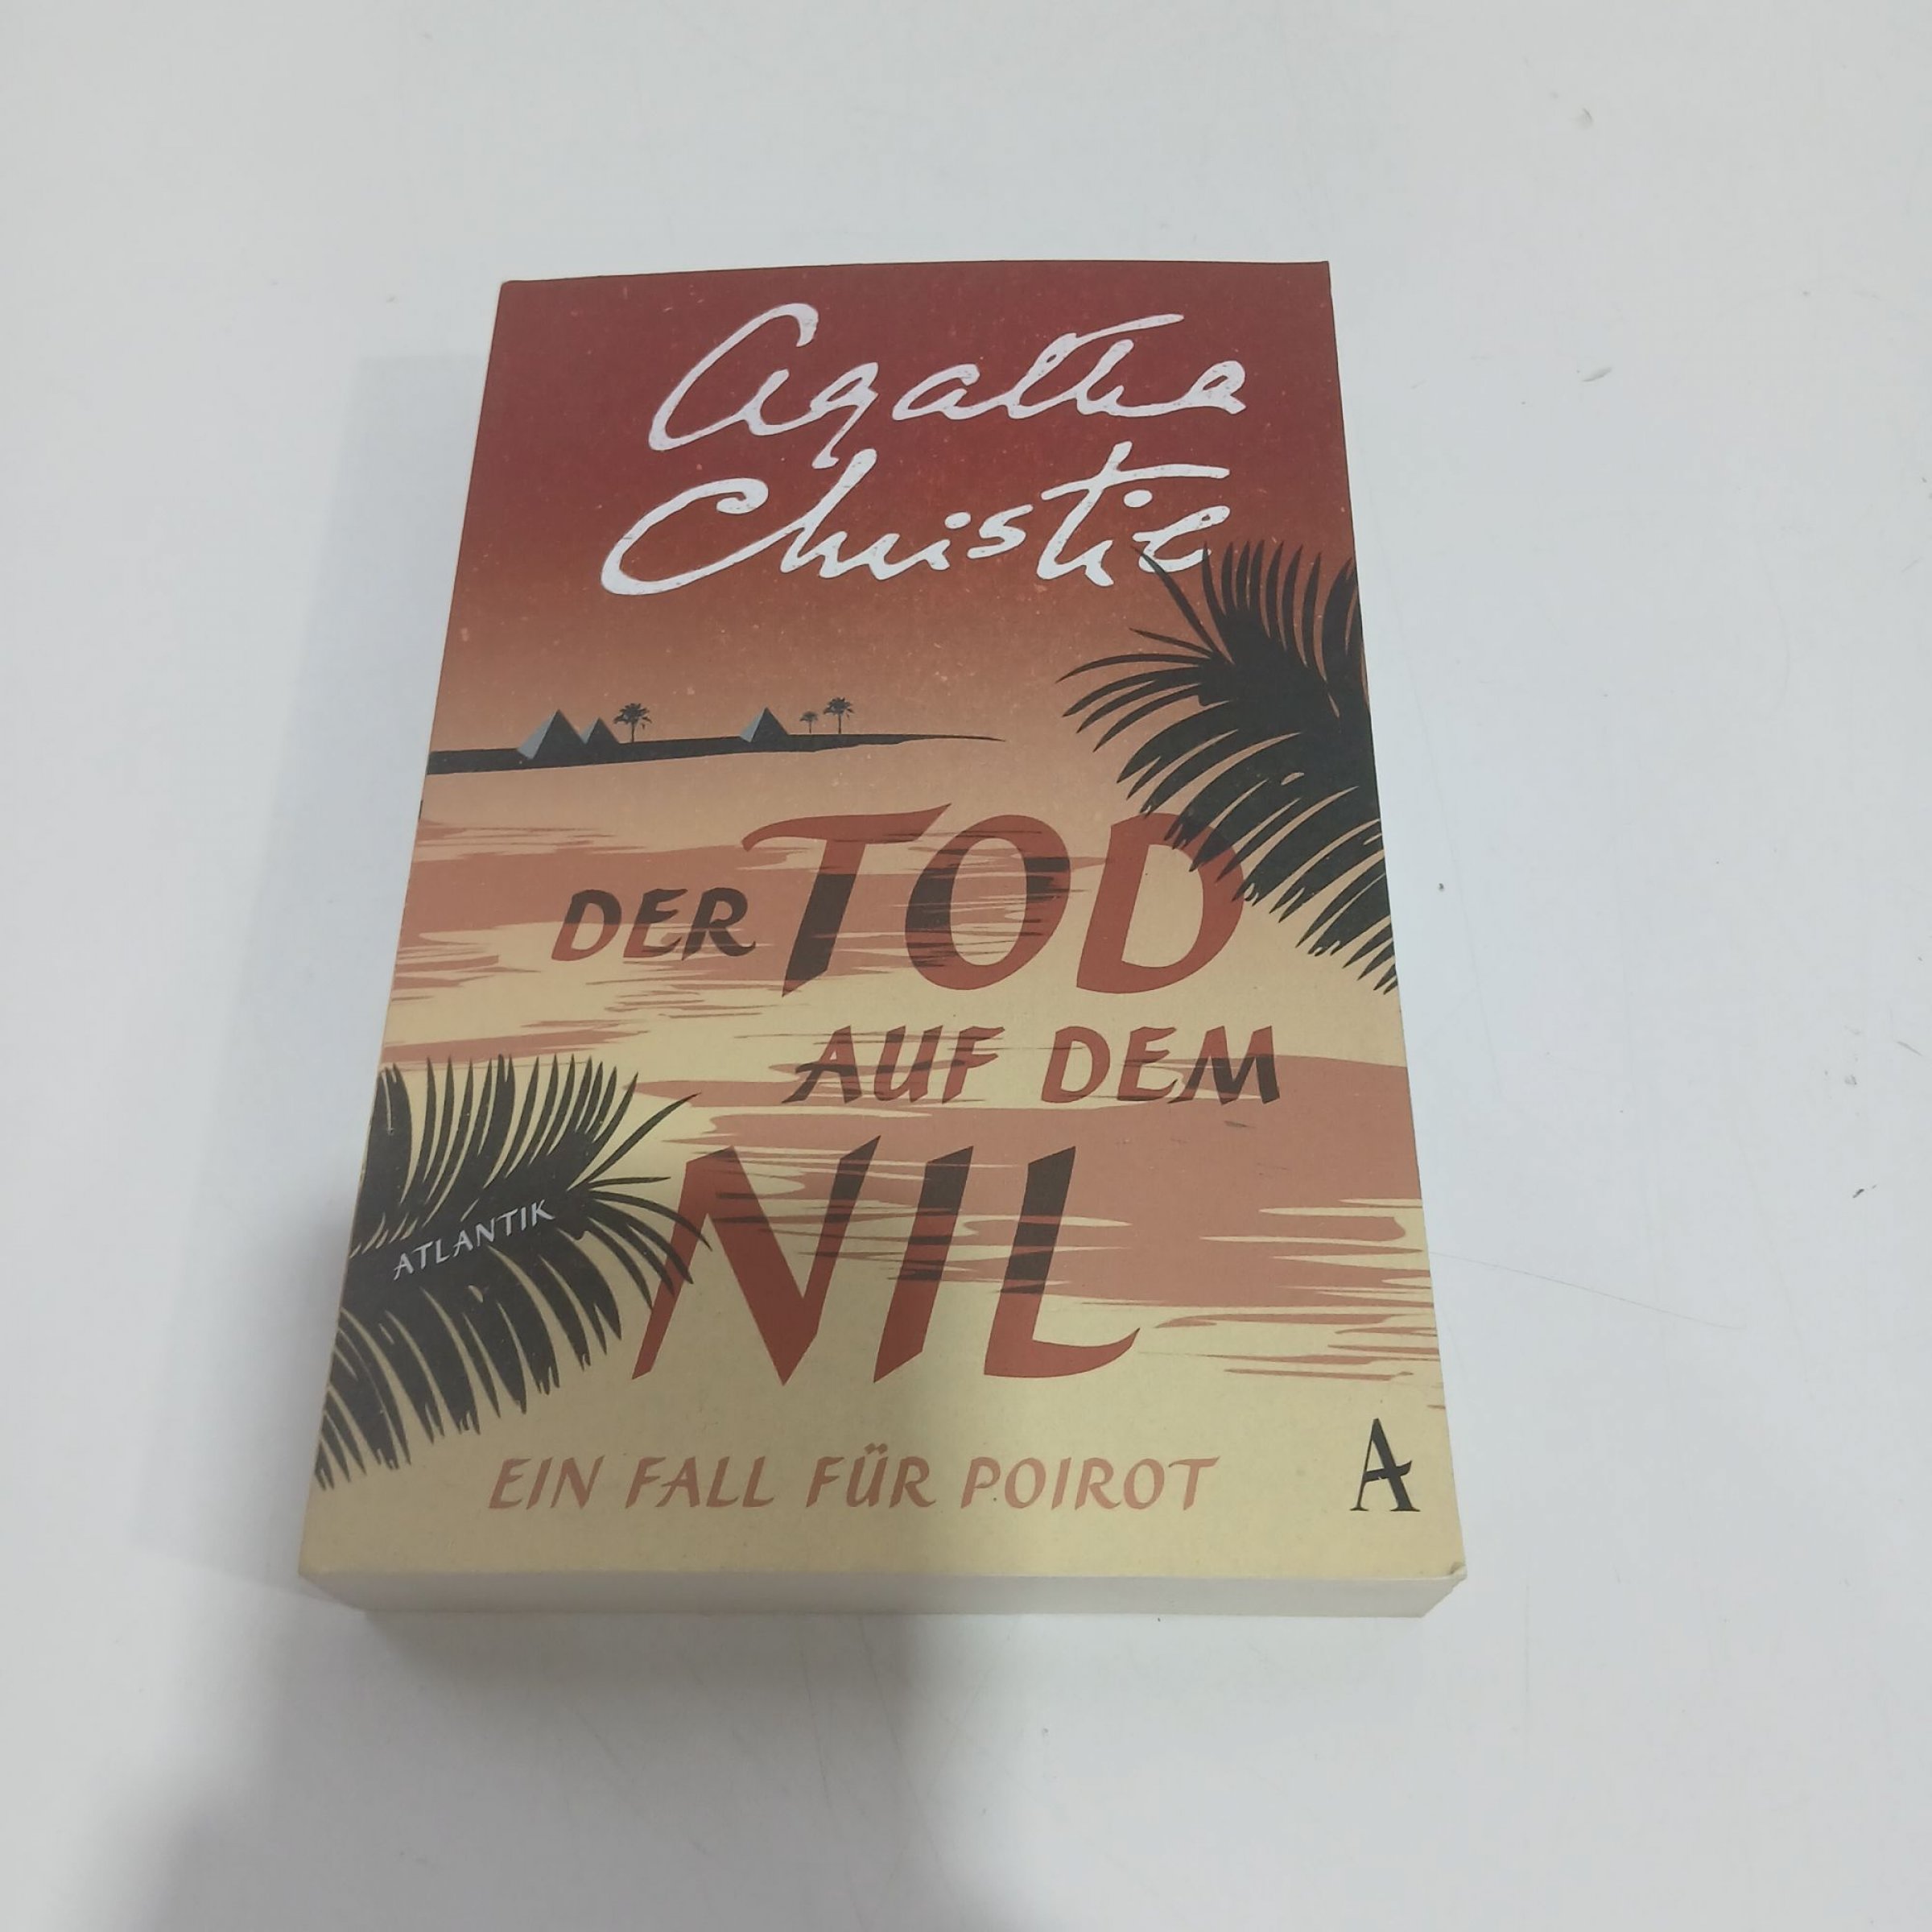 Agatha
Christie
DER TOD
AUF DEM
NIL
ATLANTIK
EIN FALL FÜR POIROT
A